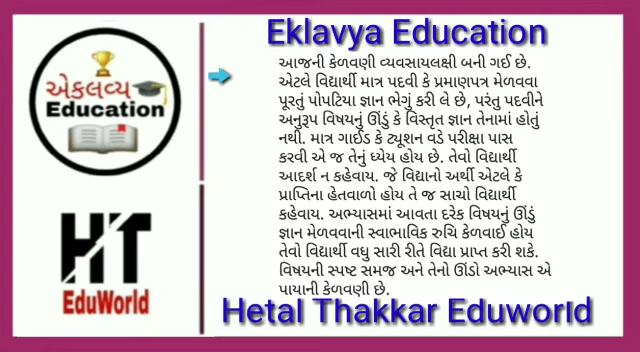 Eklavya Education
એકલવ્ય
Education
આજની કેળવણી વ્યવસાયલક્ષી બની ગઈ છે.
એટલે વિદ્યાર્થી માત્ર પદવી કે પ્રમાણપત્ર મેળવવા
પૂરતું પોપટિયા જ્ઞાન ભેગું કરી લે છે, પરંતુ પદવીને
અનુરૂપ વિષયનું ઊંડું કે વિસ્તૃત જ્ઞાન તેનામાં હોતું
નથી. માત્ર ગાઈડ કે ટ્યૂશન વડે પરીક્ષા પાસ
કરવી એ જ તેનું ધ્યેય હોય છે. તેવો વિદ્યાર્થી
આદર્શ ન કહેવાય. જે વિદ્યાનો અર્થી એટલે કે
પ્રાપ્તિના હેતવાળો હોય તે જ સાચો વિદ્યાર્થી
કહેવાય. અભ્યાસમાં આવતા દરેક વિષયનું ઊંડું
જ્ઞાન મેળવવાની સ્વાભાવિક રુચિ કેળવાઈ હોય
તેવો વિદ્યાર્થી વધુ સારી રીતે વિદ્યા પ્રાપ્ત કરી શકે.
વિષયની સ્પષ્ટ સમજ અને તેનો ઊંડો અભ્યાસ એ
પાયાની કેળવણી છે.
HT
EduWorld
Hetal Thakkar Eduworld